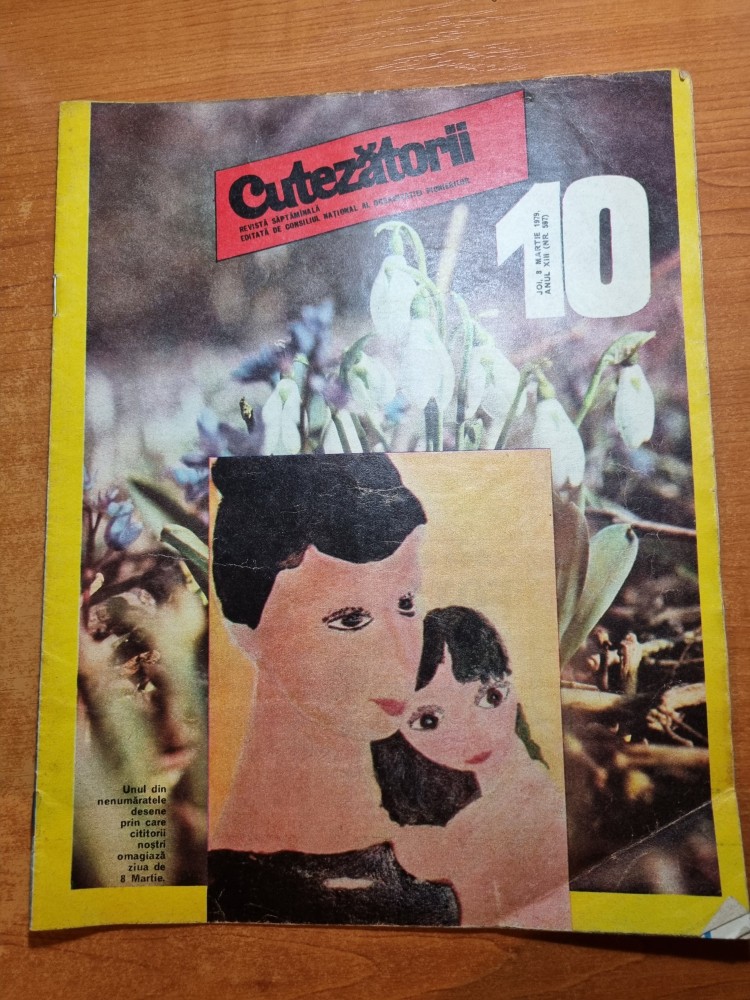 Cutezătorii
REVISTĂ SĂPTĂMÎNALĂ
EDITATĂ DE CONSILIUL NAȚIONAL AL ORGANIZAȚIEI PIONIERILOR
10
JOI, 8 MARTIE 1979,
ANUL XIII (NR. 597)
Unul din
nenumăratele
desene
prin care
cititorii
noștri
omagiază
ziua de
8 Martie.